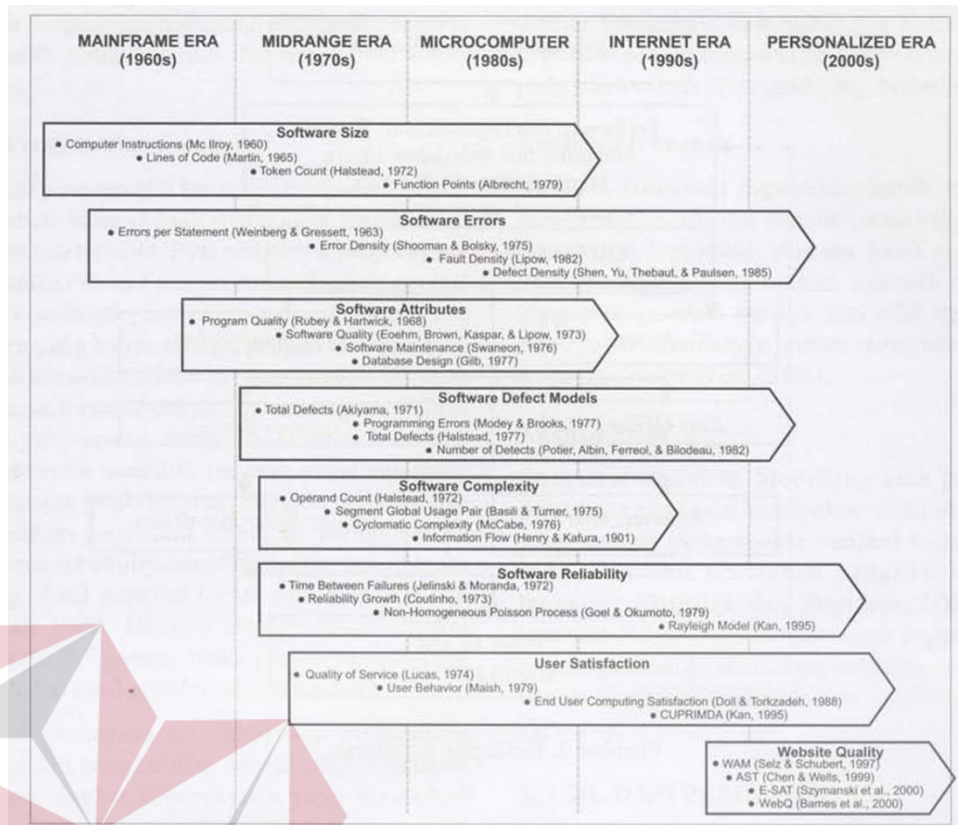 MAINFRAME ERA MIDRANGE ERA MICROCOMPUTER INTERNET ERA PERSONALIZED ERA
(1960s) (1970s) (1980s) (1990s) (2000s)
Software Size
• Computer Instructions (Mc Ilroy, 1960)
• Lines of Code (Martin, 1965)
• Token Count (Halstead, 1972)
• Function Points (Albrecht, 1979)
Software Errors
• Errors per Statement (Weinberg & Gressett, 1963)
• Error Density (Shooman & Bolsky, 1975)
• Fault Density (Lipow, 1982)
• Defect Density (Shen, Yu, Thebaut, & Paulsen, 1985)
Software Attributes
• Program Quality (Rubey & Hartwick, 1968)
• Software Quality (Eoehm, Brown, Kaspar, & Lipow, 1973)
• Software Maintenance (Swaneon, 1976)
• Database Design (Gilb, 1977)
Software Defect Models
• Total Defects (Akiyama, 1971)
• Programming Errors (Modey & Brooks, 1977)
• Total Defects (Halstead, 1977)
• Number of Defects (Potier, Albin, Ferreol, & Bilodeau, 1982)
Software Complexity
• Operand Count (Halstead, 1972)
• Segment Global Usage Pair (Basili & Turner, 1975)
• Cyclomatic Complexity (McCabe, 1976)
• Information Flow (Henry & Kafura, 1901)
Software Reliability
• Time Between Failures (Jelinski & Moranda, 1972)
• Reliability Growth (Coutinho, 1973)
• Non-Homogeneous Poisson Process (Goel & Okumoto, 1979)
• Rayleigh Model (Kan, 1995)
User Satisfaction
• Quality of Service (Lucas, 1974)
• User Behavior (Maish, 1979)
• End User Computing Satisfaction (Doll & Torkzadeh, 1988)
• CUPRIMDA (Kan, 1995)
Website Quality
• WAM (Selz & Schubert, 1997)
• AST (Chen & Wells, 1999)
• E-SAT (Szymanski et al., 2000)
• WebQ (Barnes et al., 2000)